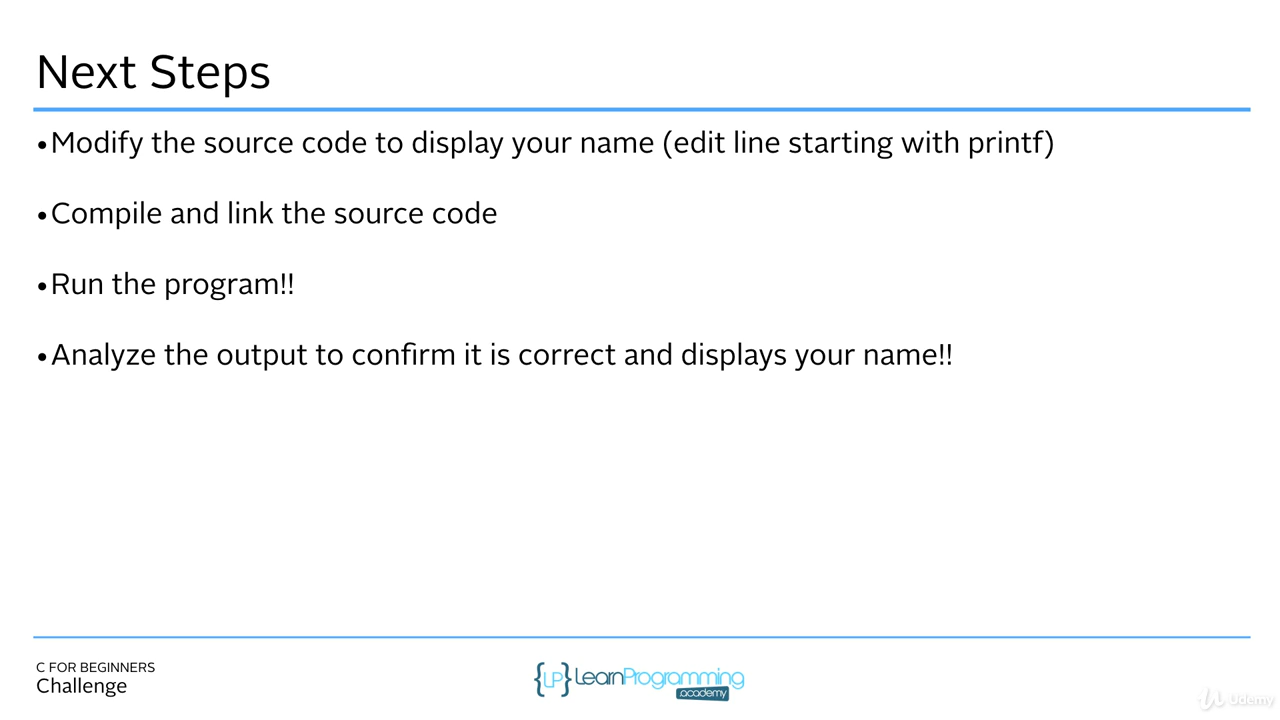 Next Steps
•Modify the source code to display your name (edit line starting with printf)
•Compile and link the source code
•Run the program!!
•Analyze the output to confirm it is correct and displays your name!!
C FOR BEGINNERS
Challenge
{LP} LearnProgramming
.academy
Udemy